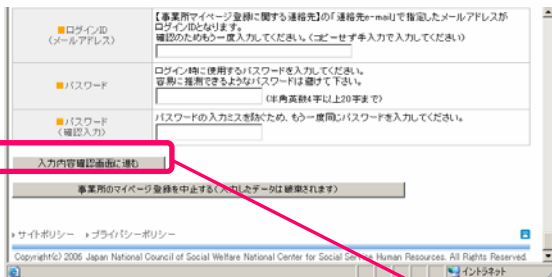 ■ログインID
(メールアドレス)
【事業所マイページ登録に関する連絡先】の「連絡先e-mail」で指定したメールアドレスが
ログインIDとなります。
確認のためもう一度入力してください。(コピーせず手入力で入力してください)
■パスワード
ログイン時に使用するパスワードを入力してください。
容易に推測できるようなパスワードは避けて下さい。
(半角英数4字以上20字まで)
■パスワード
(確認入力)
パスワードの入力ミスを防ぐため、もう一度同じパスワードを入力してください。
入力内容確認画面に進む
事業所のマイページ登録を中止する(入力したデータは破棄されます)
サイトポリシー プライバシーポリシー
Copyright(c) 2006 Japan National Council of Social Welfare National Center for Social Service Human Resources. All Rights Reserved.
イントラネット